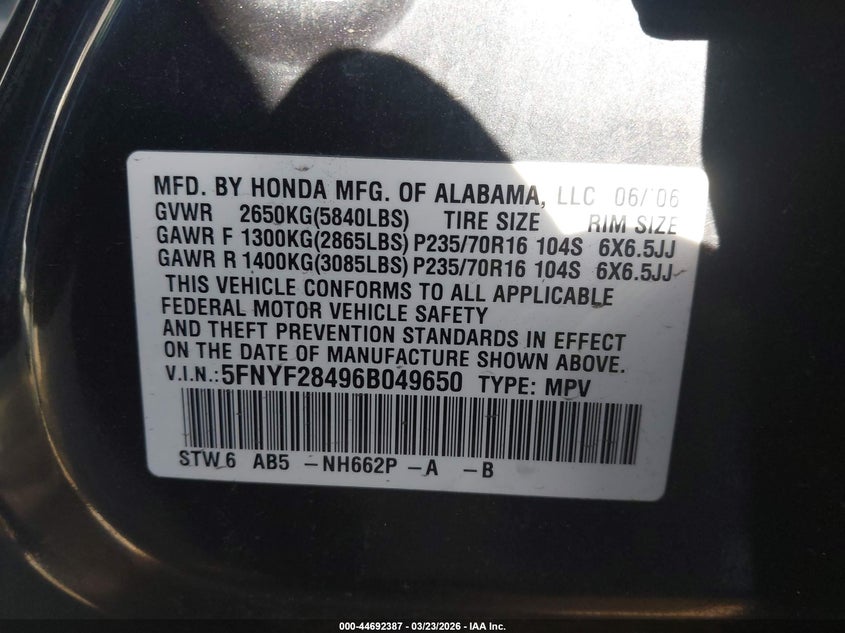 MFD. BY HONDA MFG. OF ALABAMA, LLC 06/06
GVWR 2650KG(5840LBS) TIRE SIZE RIM SIZE
GAWR F 1300KG(2865LBS) P235/70R16 104S 6X6.5JJ
GAWR R 1400KG(3085LBS) P235/70R16 104S 6X6.5JJ
THIS VEHICLE CONFORMS TO ALL APPLICABLE
FEDERAL MOTOR VEHICLE SAFETY
AND THEFT PREVENTION STANDARDS IN EFFECT
ON THE DATE OF MANUFACTURE SHOWN ABOVE.
V.I.N.:5FNYF28496B049650 TYPE: MPV
STW 6 AB5 -NH662P -A -B
000-44692387 - 03/23/2026 - IAA Inc.